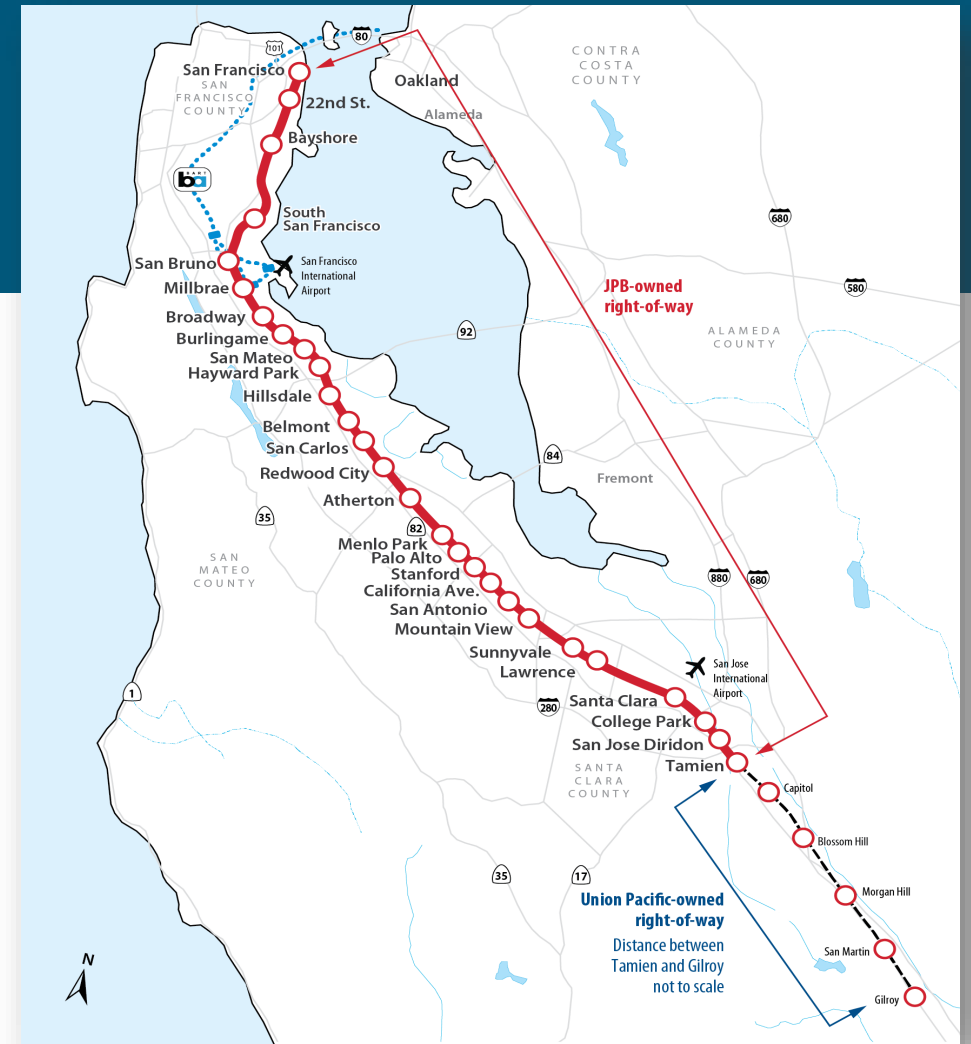 80
101
San Francisco
SAN
FRANCISCO
COUNTY
22nd St.
Bayshore
Oakland
Alameda
CONTRA
COSTA
COUNTY
BART
ba
South
San Francisco
680
San Bruno
San Francisco
International
Airport
Millbrae
JPB-owned
right-of-way
580
Broadway
Burlingame
92
ALAMEDA
COUNTY
San Mateo
Hayward Park
Hillsdale
Belmont
San Carlos
84
Redwood City
Fremont
Atherton
35
82
Menlo Park
Palo Alto
Stanford
California Ave.
San Antonio
Mountain View
SAN
MATEO
COUNTY
880
680
Sunnyvale
Lawrence
San Jose
International
Airport
1
280
Santa Clara
College Park
San Jose Diridon
Tamien
SANTA
CLARA
COUNTY
Capitol
Blossom Hill
35
17
Morgan Hill
Union Pacific-owned
right-of-way
Distance between
Tamien and Gilroy
not to scale
San Martin
Gilroy
N